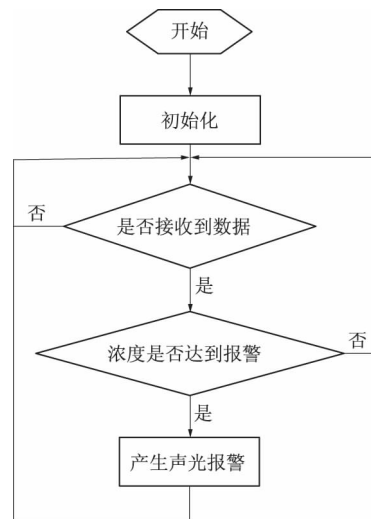 开始
初始化
否
是否接收到数据
是
浓度是否达到报警
否
是
产生声光报警